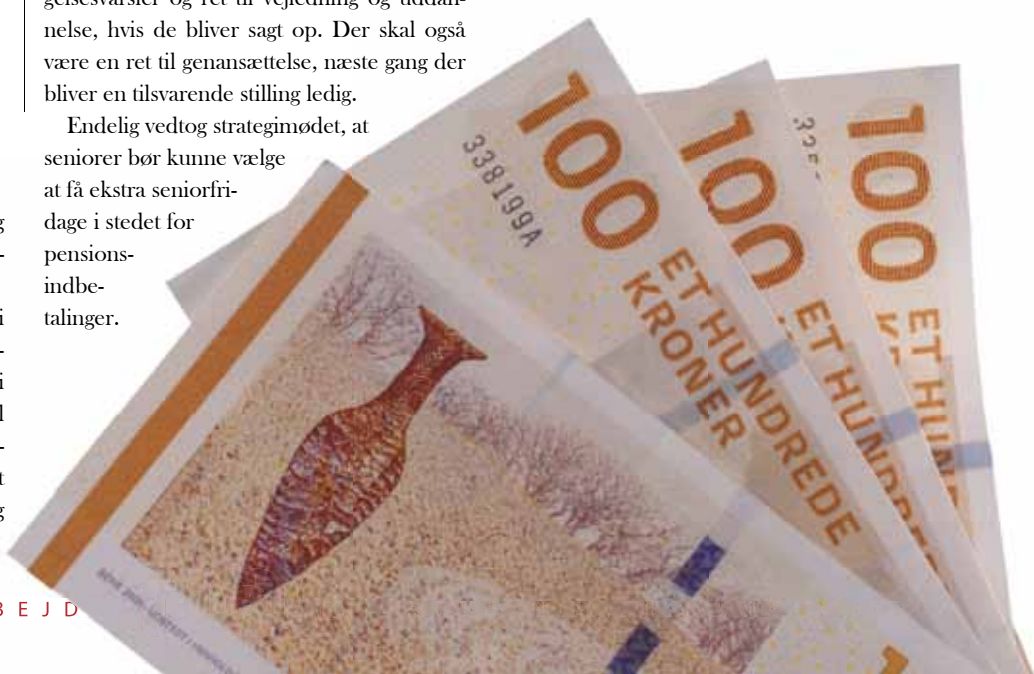 gelsesvarsler og ret til vejledning og uddan-
nelse, hvis de bliver sagt op. Der skal også
være en ret til genansættelse, næste gang der
bliver en tilsvarende stilling ledig.
Endelig vedtog strategimødet, at
seniorer bør kunne vælge
at få ekstra seniorfri-
dage i stedet for
pensions-
indbe-
talinger.
g
-
i
-
i
l
-
t
g
BEJD
100 ET HUNDREDE
KRONER
338199A
100 ET HUNDREDE
100 ET HUN